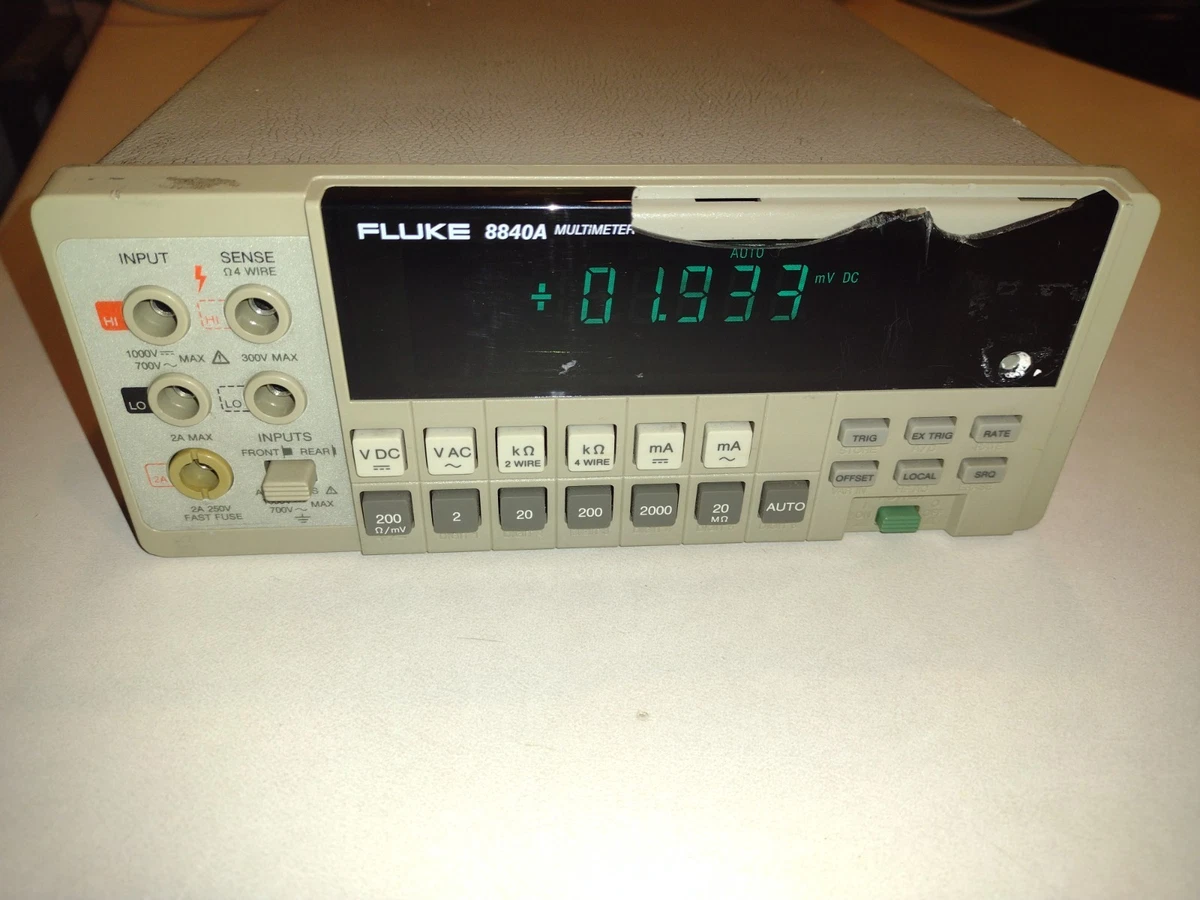 FLUKE 8840A MULTIMETER
AUTO
+01.933 mV DC
INPUT
SENSE
Ω 4 WIRE
HI
HI
1000V⎓ MAX
700V～
300V MAX
LO
LO
2A MAX
INPUTS
FRONT REAR
2A
2A 250V
FAST FUSE
700V～ MAX
V DC
V AC
～
kΩ
2 WIRE
kΩ
4 WIRE
mA
mA
～
200
Ω/mV
2
20
200
2000
20
MΩ
AUTO
TRIG
EX TRIG
RATE
OFFSET
LOCAL
SRQ